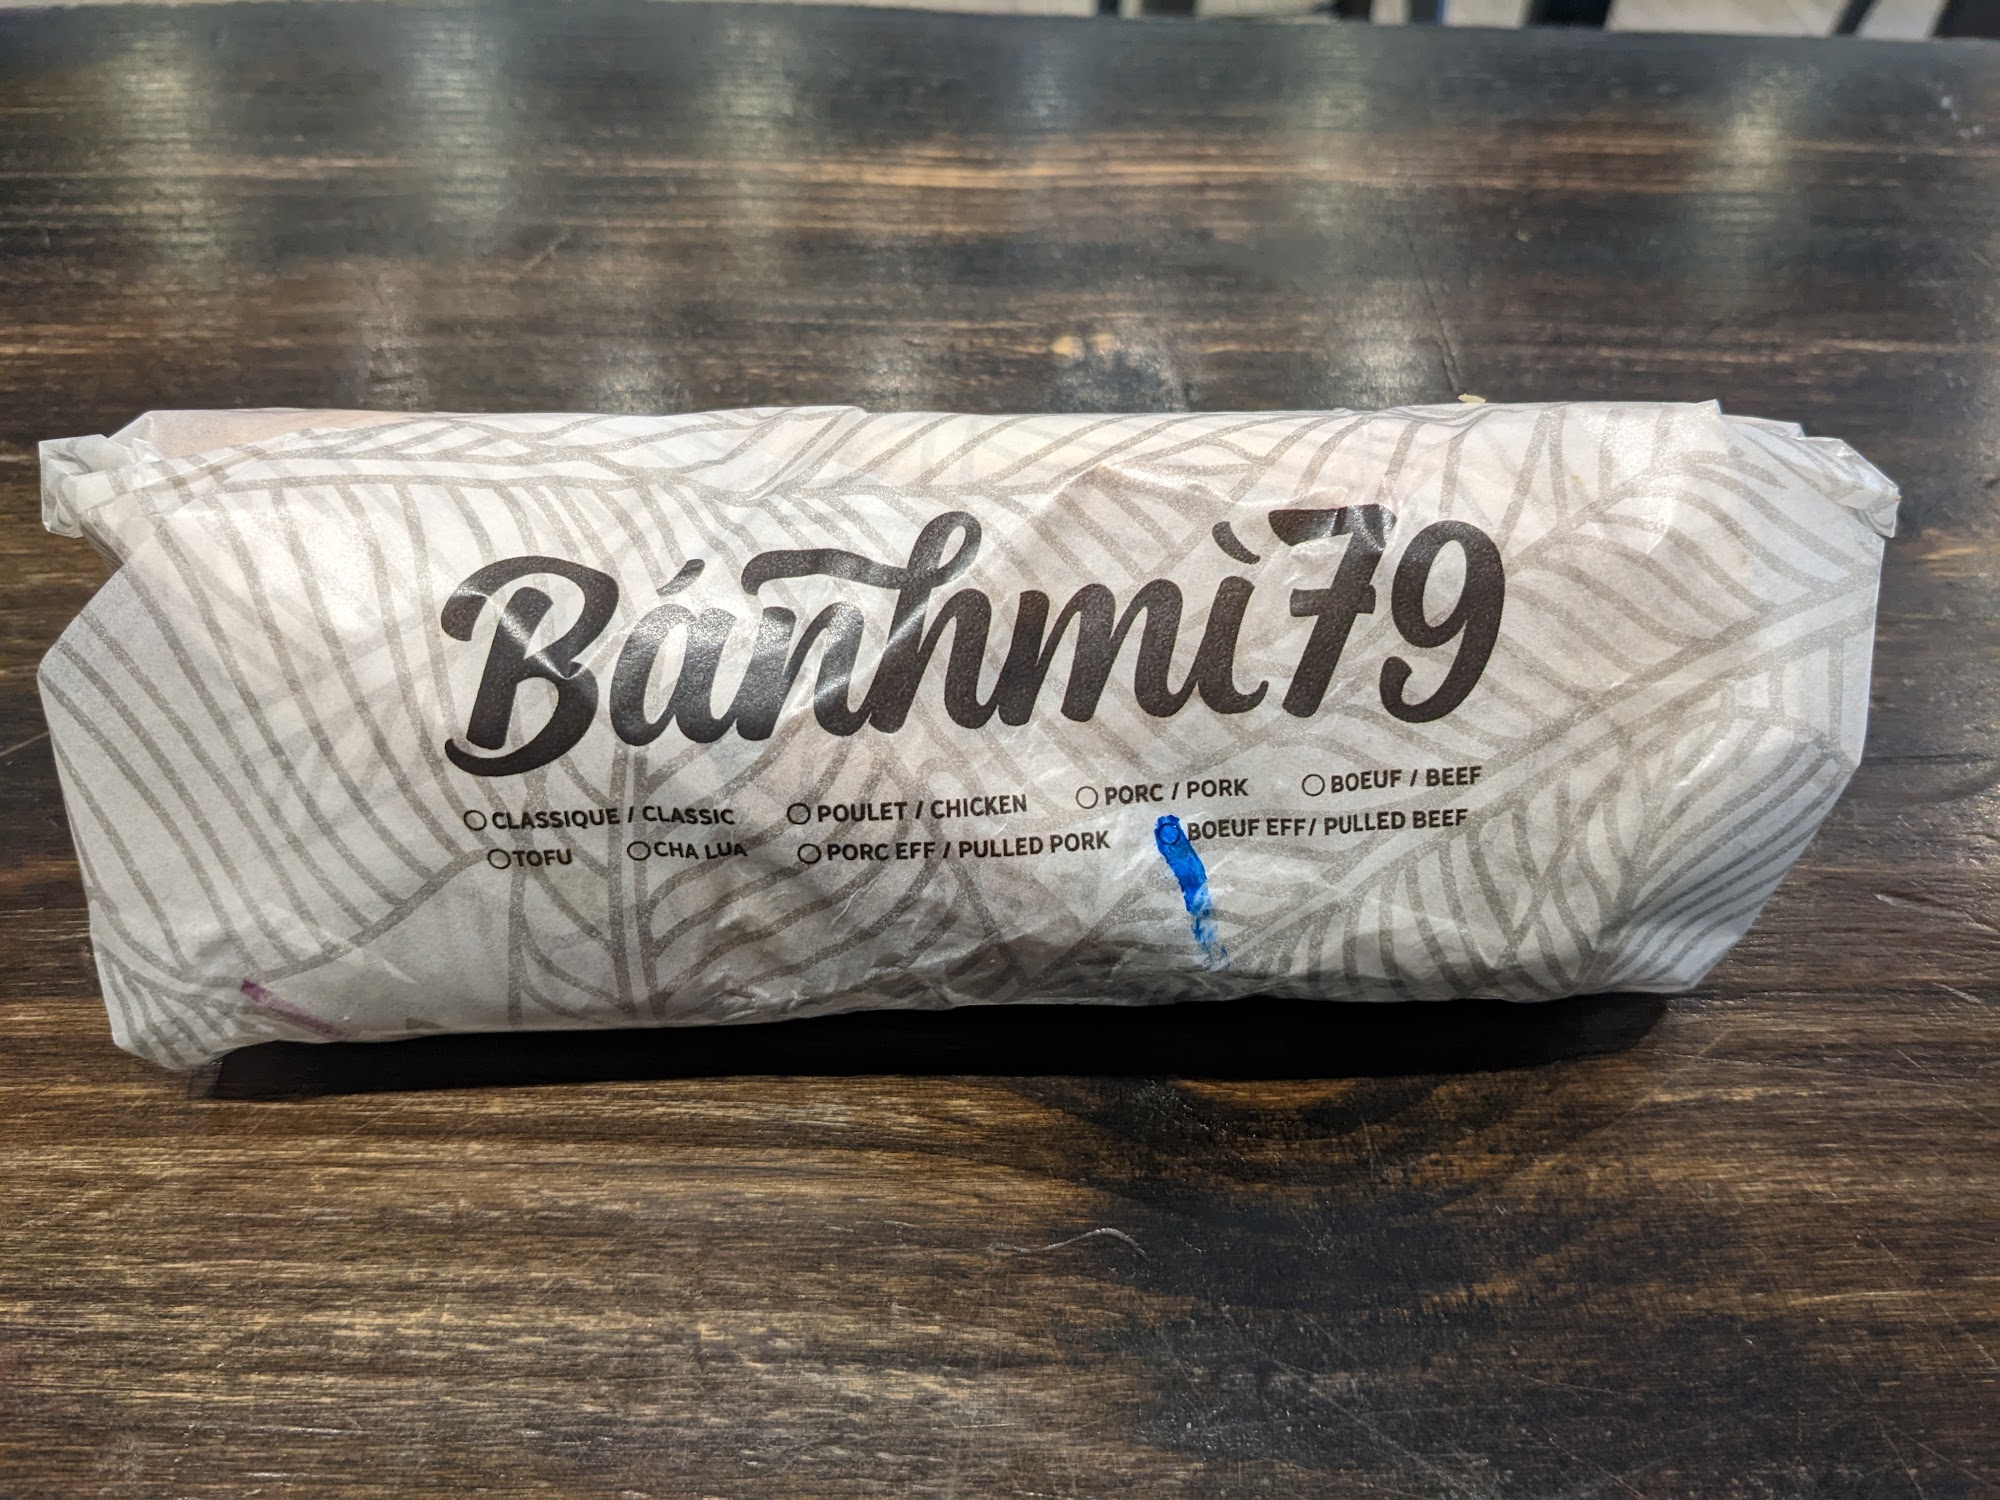 Bánhmì79
CLASSIQUE / CLASSIC POULET / CHICKEN PORC / PORK BOEUF / BEEF
TOFU CHA LUA PORC EFF / PULLED PORK BOEUF EFF/ PULLED BEEF